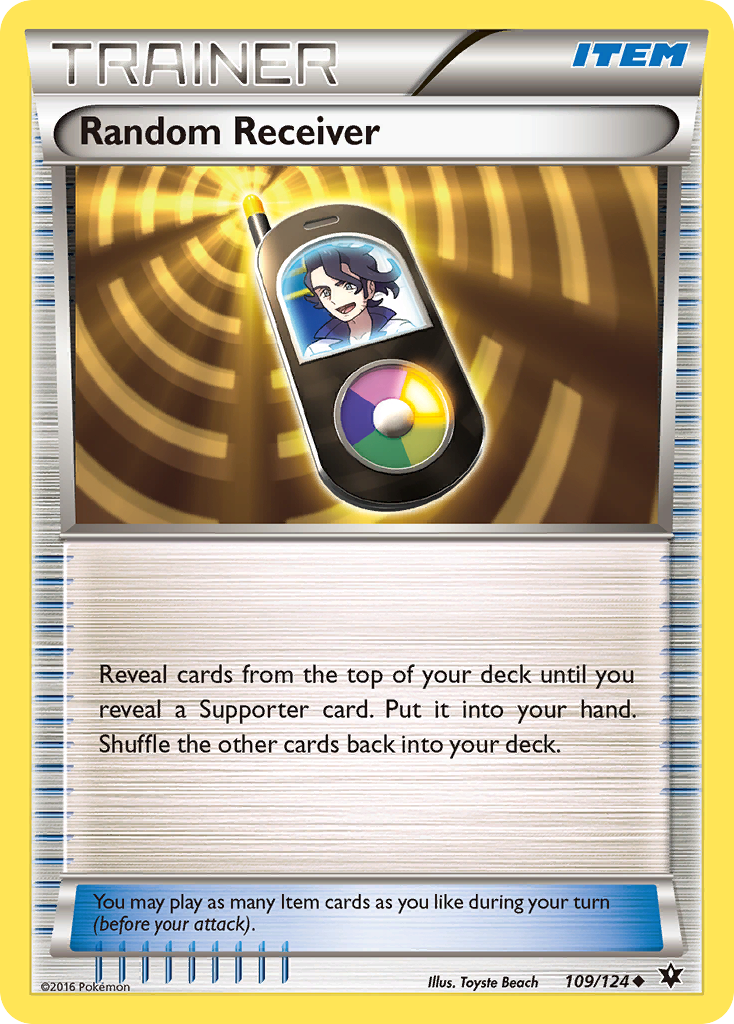 TRAINER
ITEM
Random Receiver
Reveal cards from the top of your deck until you
reveal a Supporter card. Put it into your hand.
Shuffle the other cards back into your deck.
You may play as many Item cards as you like during your turn
(before your attack).
©2016 Pokémon
Illus. Toyste Beach
109/124